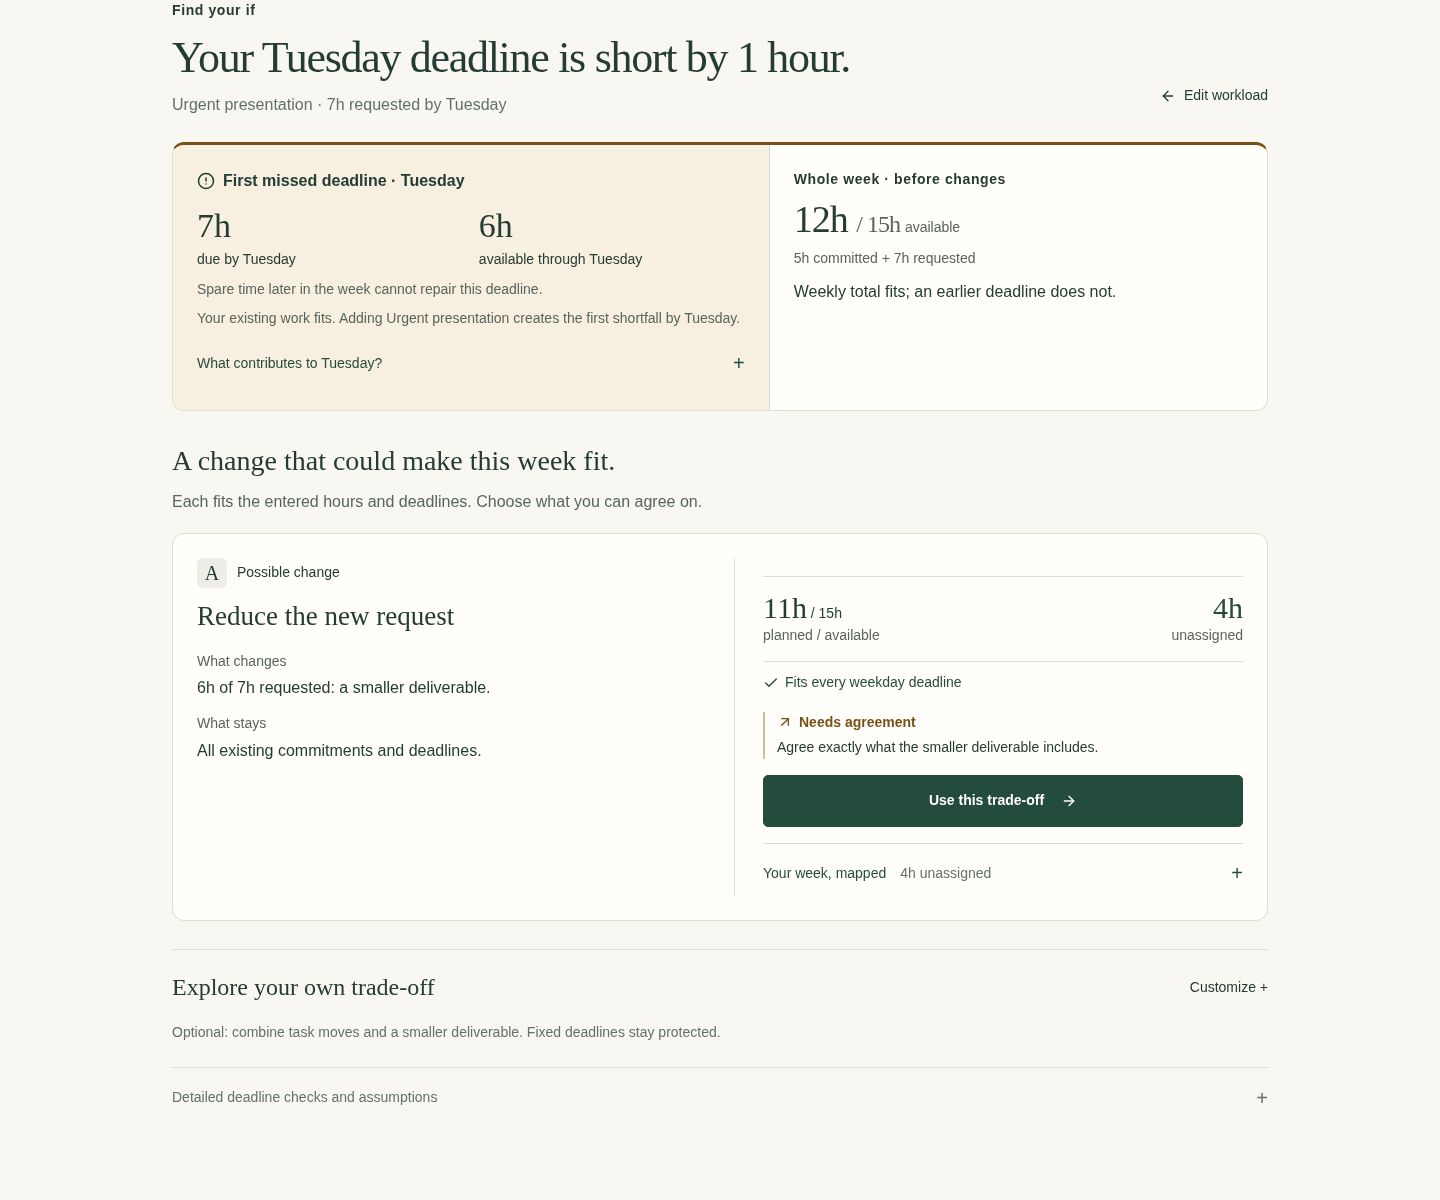 Find your if
Your Tuesday deadline is short by 1 hour.
Urgent presentation · 7h requested by Tuesday
← Edit workload
First missed deadline · Tuesday
7h
due by Tuesday
6h
available through Tuesday
Spare time later in the week cannot repair this deadline.
Your existing work fits. Adding Urgent presentation creates the first shortfall by Tuesday.
What contributes to Tuesday? +
Whole week · before changes
12h / 15h available
5h committed + 7h requested
Weekly total fits; an earlier deadline does not.
A change that could make this week fit.
Each fits the entered hours and deadlines. Choose what you can agree on.
A Possible change
Reduce the new request
What changes
6h of 7h requested: a smaller deliverable.
What stays
All existing commitments and deadlines.
11h / 15h
planned / available
4h
unassigned
Fits every weekday deadline
Needs agreement
Agree exactly what the smaller deliverable includes.
Use this trade-off →
Your week, mapped 4h unassigned +
Explore your own trade-off
Customize +
Optional: combine task moves and a smaller deliverable. Fixed deadlines stay protected.
Detailed deadline checks and assumptions +